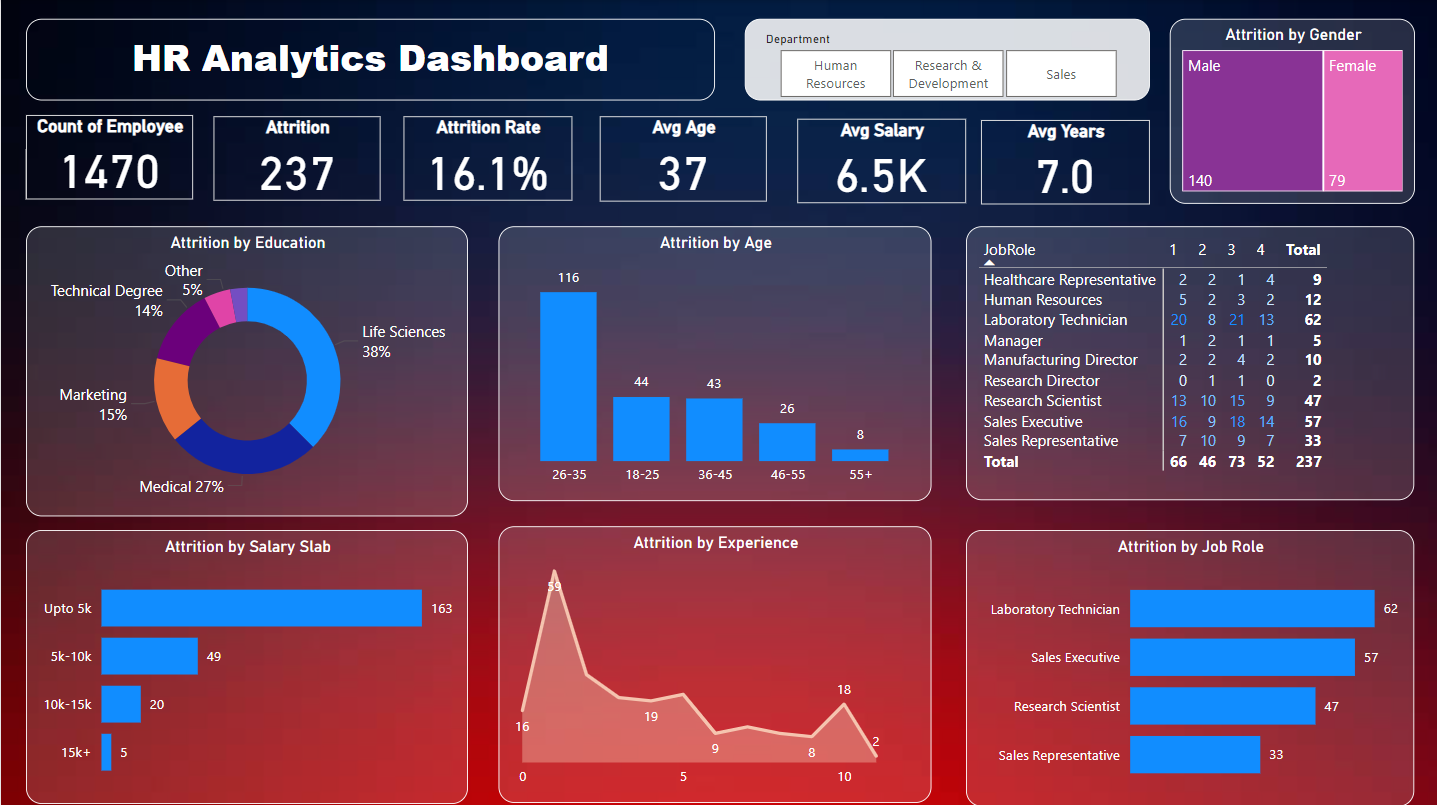 HR Analytics Dashboard
Department
Human
Resources
Research &
Development
Sales
Attrition by Gender
Male
Female
140
79
Count of Employee
1470
Attrition
237
Attrition Rate
16.1%
Avg Age
37
Avg Salary
6.5K
Avg Years
7.0
Attrition by Education
Other
5%
Technical Degree
14%
Life Sciences
38%
Marketing
15%
Medical 27%
Attrition by Age
116
44
43
26
8
26-35 18-25 36-45 46-55 55+
JobRole 1 2 3 4 Total
Healthcare Representative 2 2 1 4 9
Human Resources 5 2 3 2 12
Laboratory Technician 20 8 21 13 62
Manager 1 2 1 1 5
Manufacturing Director 2 2 4 2 10
Research Director 0 1 1 0 2
Research Scientist 13 10 15 9 47
Sales Executive 16 9 18 14 57
Sales Representative 7 10 9 7 33
Total 66 46 73 52 237
Attrition by Salary Slab
Upto 5k 163
5k-10k 49
10k-15k 20
15k+ 5
Attrition by Experience
59
16
19
9
8
18
2
0 5 10
Attrition by Job Role
Laboratory Technician 62
Sales Executive 57
Research Scientist 47
Sales Representative 33